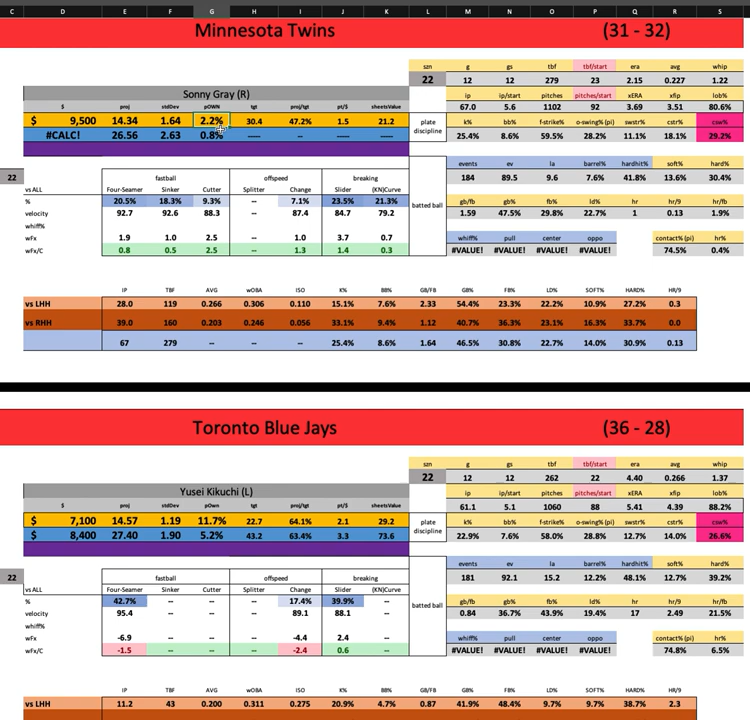 C D E F G H I J K L M N O P Q R S
Minnesota Twins (31 - 32)
szn g gs tbf tbf/start era avg whip
22 12 12 279 23 2.15 0.227 1.22
Sonny Gray (R) ip ip/start pitches pitches/start xERA xfip lob%
$ proj stdDev pOWN tgt proj/tgt pt/$ sheetsValue 67.0 5.6 1102 92 3.69 3.51 80.6%
$ 9,500 14.34 1.64 2.2% 30.4 47.2% 1.5 21.2 plate discipline k% bb% f-strike% o-swing% (pi) swstr% cstr% csw%
#CALC! 26.56 2.63 0.8% ---- -- ---- ---- 25.4% 8.6% 59.5% 28.2% 11.1% 18.1% 29.2%
events ev la barrel% hardhit% soft% hard%
22 fastball offspeed breaking 184 89.5 9.6 7.6% 41.8% 13.6% 30.4%
vs ALL Four-Seamer Sinker Cutter Splitter Change Slider (KN)Curve
% 20.5% 18.3% 9.3% -- 7.1% 23.5% 21.3% batted ball gb/fb gb% fb% ld% hr hr/9 hr/fb
velocity 92.7 92.6 88.3 -- 87.4 84.7 79.2 1.59 47.5% 29.8% 22.7% 1 0.13 1.9%
whiff%
wFx 1.9 1.0 2.5 -- 1.0 3.7 0.7 whiff% pull center oppo contact% (pi) hr%
wFx/C 0.8 0.5 2.5 -- 1.3 1.4 0.3 #VALUE! #VALUE! #VALUE! #VALUE! 74.5% 0.4%
IP TBF AVG wOBA ISO K% BB% GB/FB GB% FB% LD% SOFT% HARD% HR/9
vs LHH 28.0 119 0.266 0.306 0.110 15.1% 7.6% 2.33 54.4% 23.3% 22.2% 10.9% 27.2% 0.3
vs RHH 39.0 160 0.203 0.246 0.056 33.1% 9.4% 1.12 40.7% 36.3% 23.1% 16.3% 33.7% 0.0
67 279 -- -- -- 25.4% 8.6% 1.64 46.5% 30.8% 22.7% 14.0% 30.9% 0.13
Toronto Blue Jays (36 - 28)
szn g gs tbf tbf/start era avg whip
22 12 12 262 22 4.40 0.266 1.37
Yusei Kikuchi (L) ip ip/start pitches pitches/start xERA xfip lob%
$ proj stdDev pOwn tgt proj/tgt pt/$ sheetsValue 61.1 5.1 1060 88 5.41 4.39 88.2%
$ 7,100 14.57 1.19 11.7% 22.7 64.1% 2.1 29.2 plate discipline k% bb% f-strike% o-swing% (pi) swstr% cstr% csw%
$ 8,400 27.40 1.90 5.2% 43.2 63.4% 3.3 73.6 22.9% 7.6% 58.0% 28.8% 12.7% 14.0% 26.6%
events ev la barrel% hardhit% soft% hard%
22 fastball offspeed breaking 181 92.1 15.2 12.2% 48.1% 12.7% 39.2%
vs ALL Four-Seamer Sinker Cutter Splitter Change Slider (KN)Curve
% 42.7% -- -- -- 17.4% 39.9% -- batted ball gb/fb gb% fb% ld% hr hr/9 hr/fb
velocity 95.4 -- -- -- 89.1 88.1 -- 0.84 36.7% 43.9% 19.4% 17 2.49 21.5%
whiff%
wFx -6.9 -- -- -- -4.4 2.4 -- whiff% pull center oppo contact% (pi) hr%
wFx/C -1.5 -- -- -- -2.4 0.6 -- #VALUE! #VALUE! #VALUE! #VALUE! 74.8% 6.5%
IP TBF AVG wOBA ISO K% BB% GB/FB GB% FB% LD% SOFT% HARD% HR/9
vs LHH 11.2 43 0.200 0.311 0.275 20.9% 4.7% 0.87 41.9% 48.4% 9.7% 9.7% 38.7% 2.3